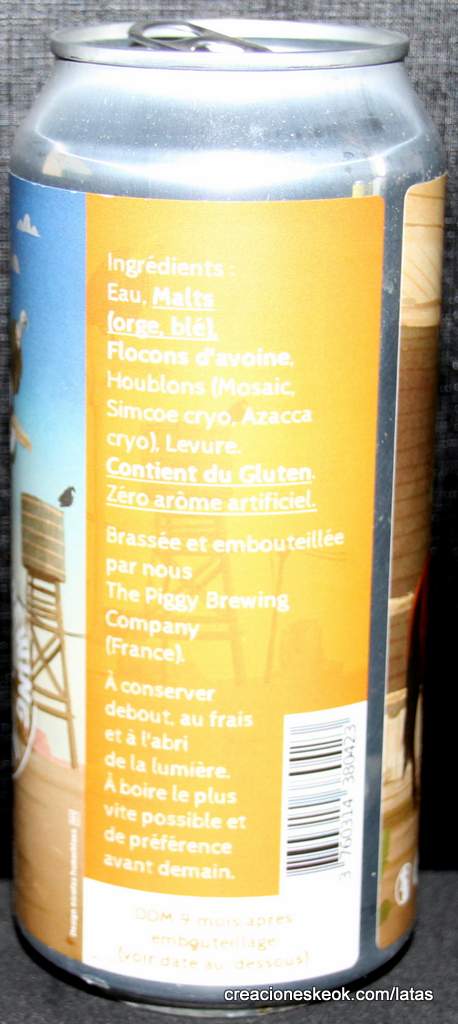 Ingrédients :
Eau, Malts
(orge, blé),
Flocons d'avoine,
Houblons (Mosaic,
Simcoe cryo, Azacca
cryo), Levure.
Contient du Gluten.
Zéro arôme artificiel.
Brassée et embouteillée
par nous
The Piggy Brewing
Company
(France).
À conserver
debout, au frais
et à l'abri
de la lumière.
À boire le plus
vite possible et
de préférence
avant demain.
3 760314 380423
DDM 9 mois après
embouteillage
(voir date au-dessous)
creacioneskeok.com/latas